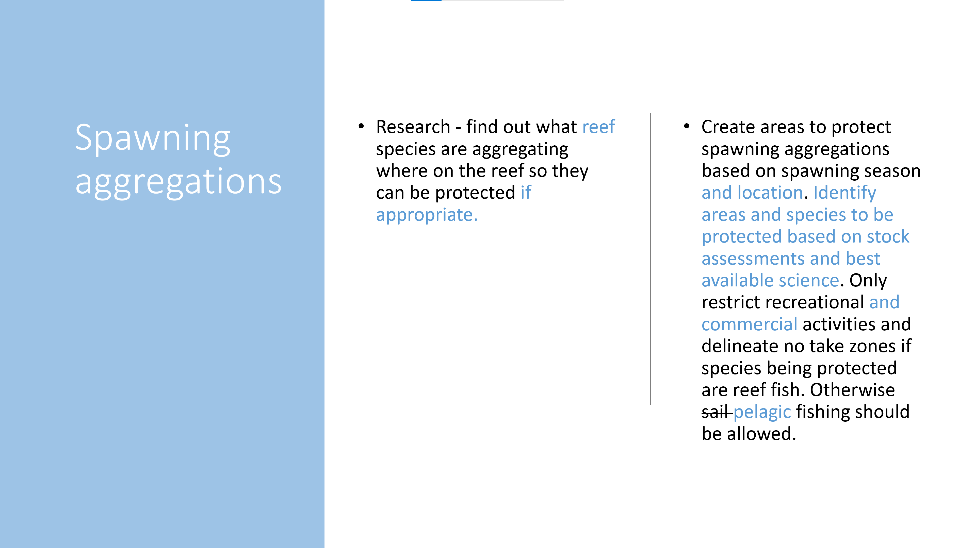 Spawning
aggregations
• Research - find out what reef
species are aggregating
where on the reef so they
can be protected if
appropriate.
• Create areas to protect
spawning aggregations
based on spawning season
and location. Identify
areas and species to be
protected based on stock
assessments and best
available science. Only
restrict recreational and
commercial activities and
delineate no take zones if
species being protected
are reef fish. Otherwise
sail pelagic fishing should
be allowed.